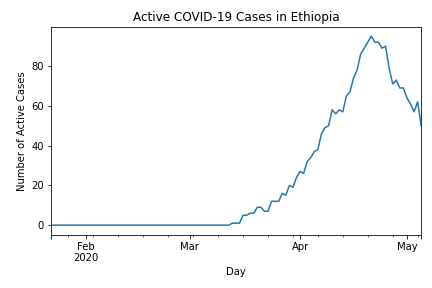 Active COVID-19 Cases in Ethiopia
Number of Active Cases
80
60
40
20
0
Feb
2020
Mar
Apr
May
Day